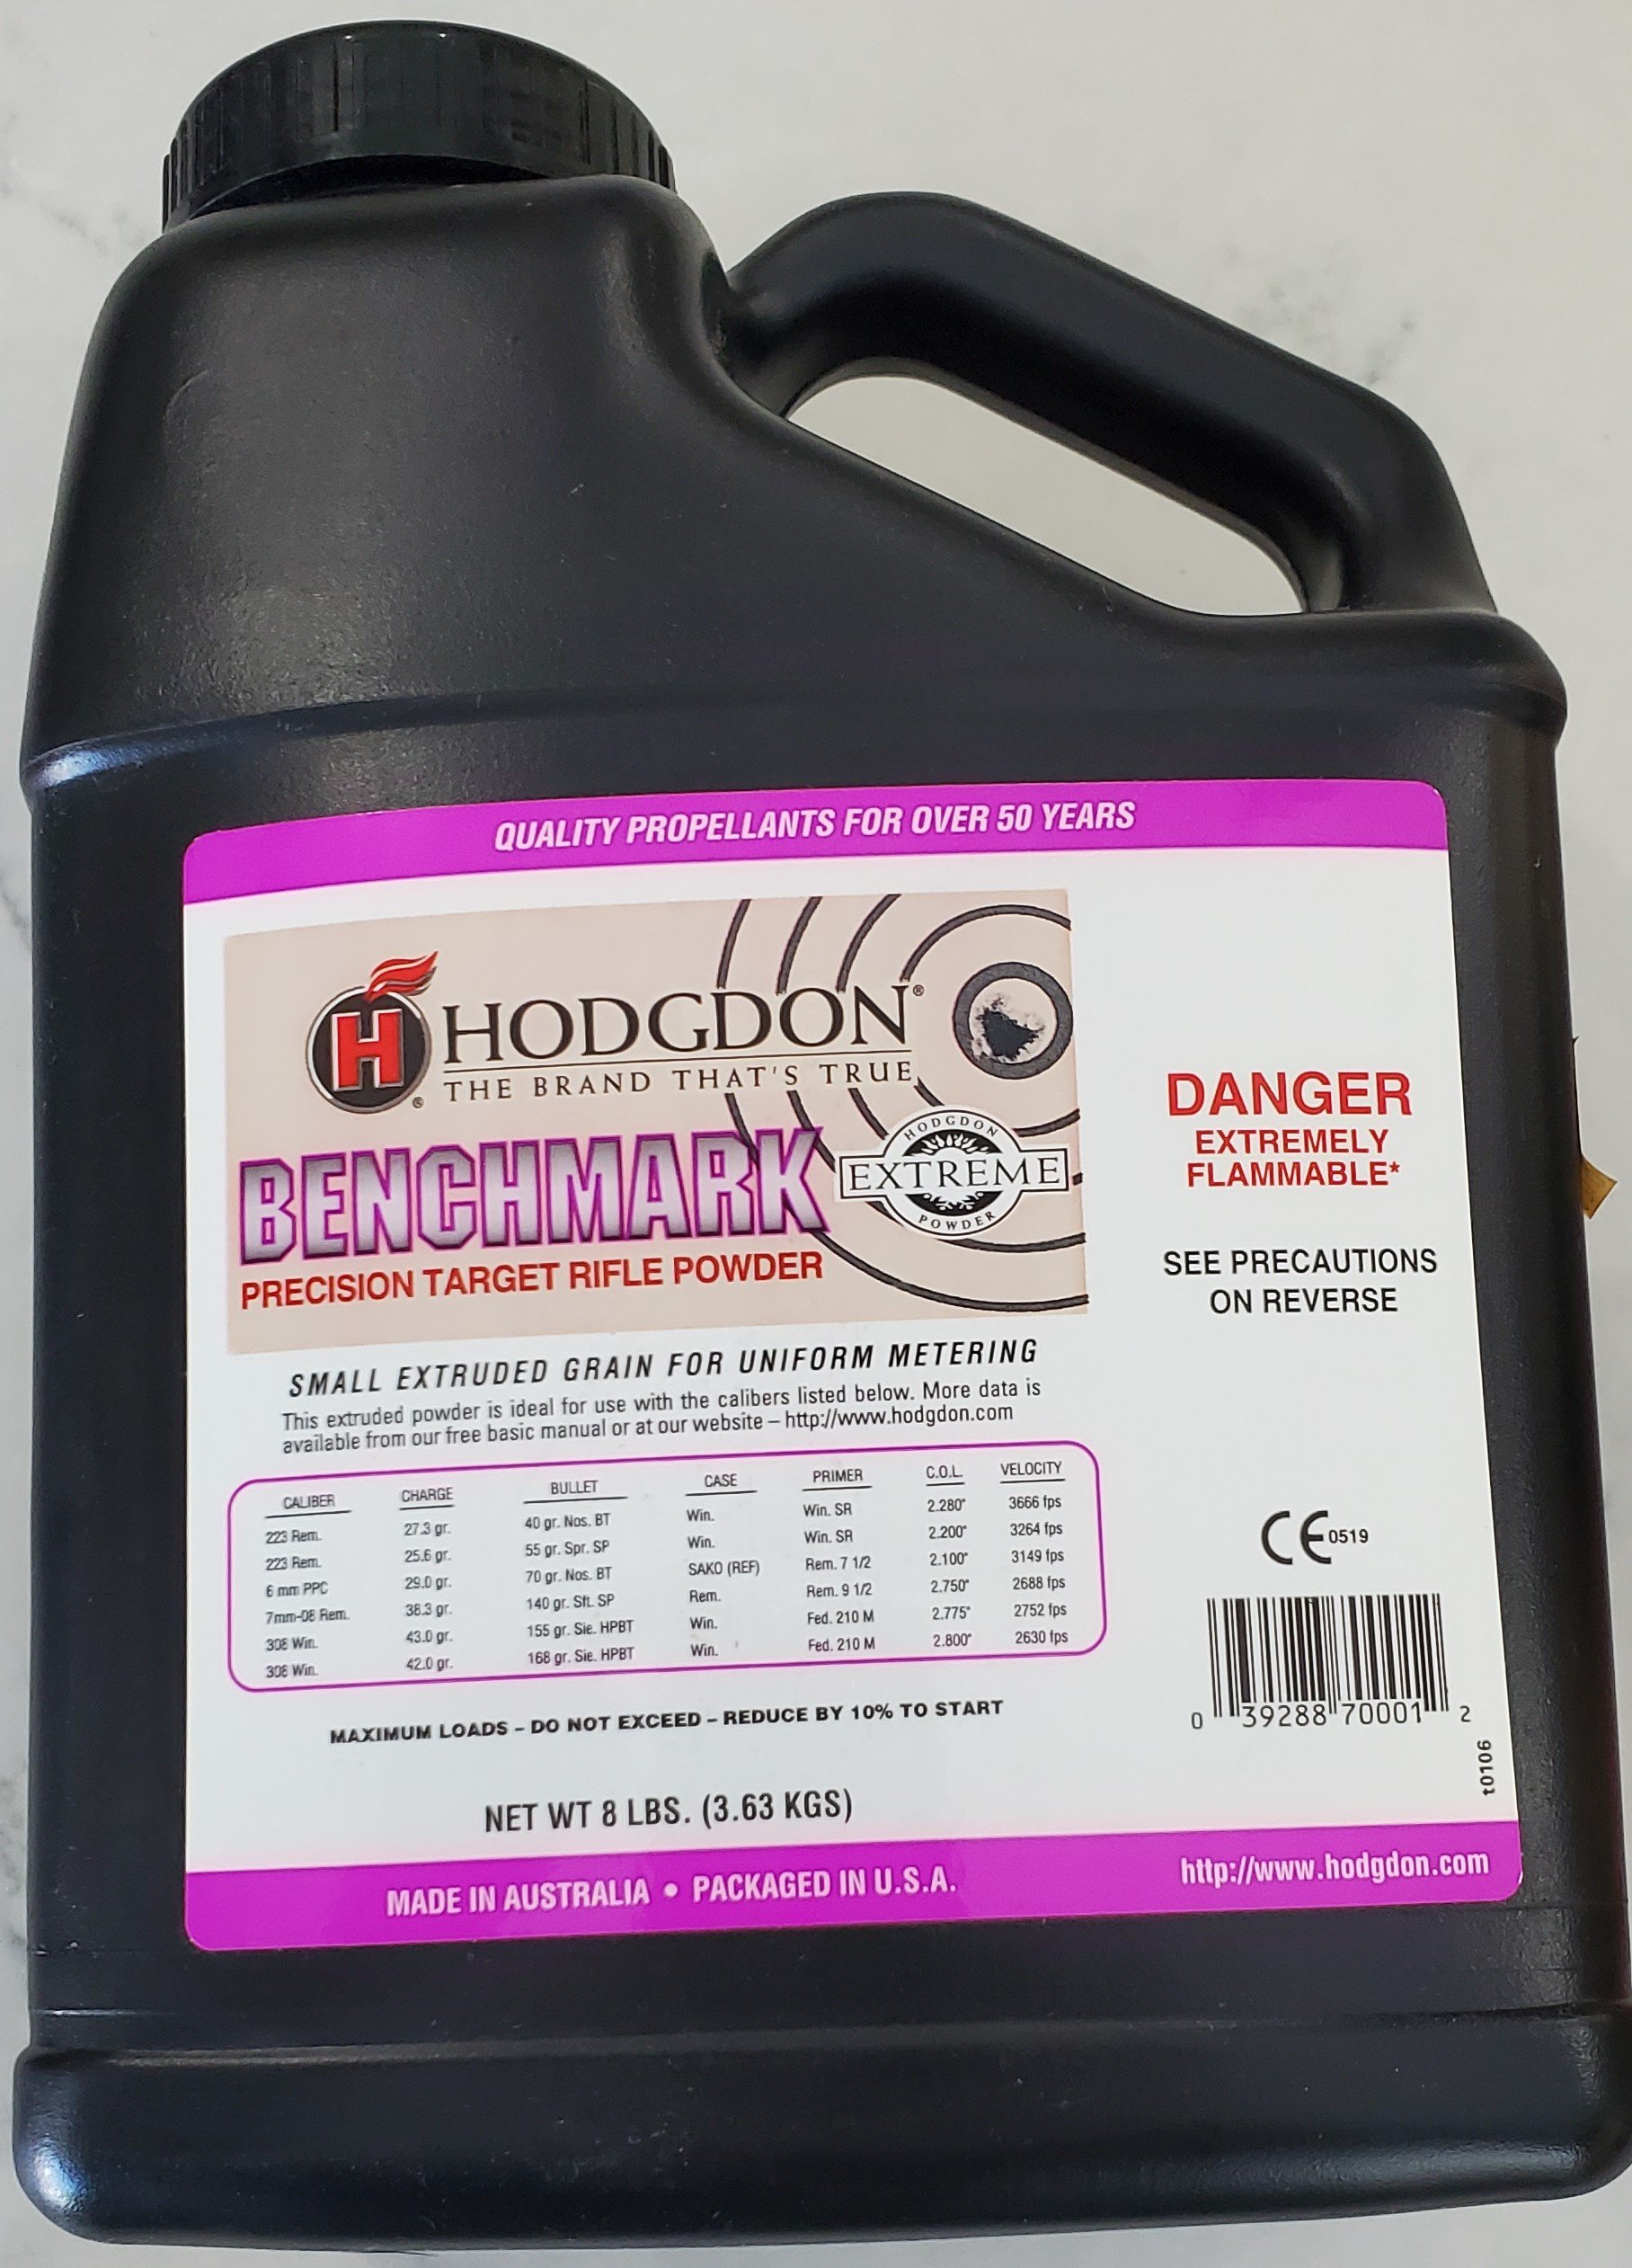 QUALITY PROPELLANTS FOR OVER 50 YEARS
H ® HODGDON®
THE BRAND THAT'S TRUE
BENCHMARK
HODGDON
EXTREME
POWDER
PRECISION TARGET RIFLE POWDER
SMALL EXTRUDED GRAIN FOR UNIFORM METERING
This extruded powder is ideal for use with the calibers listed below. More data is
available from our free basic manual or at our website – http://www.hodgdon.com
CALIBER CHARGE BULLET CASE PRIMER C.O.L. VELOCITY
223 Rem. 27.3 gr. 40 gr. Nos. BT Win. Win. SR 2.280" 3666 fps
223 Rem. 25.6 gr. 55 gr. Spr. SP Win. Win. SR 2.200" 3264 fps
6 mm PPC 29.0 gr. 70 gr. Nos. BT SAKO (REF) Rem. 7 1/2 2.100" 3149 fps
7mm-08 Rem. 38.3 gr. 140 gr. Sft. SP Rem. Rem. 9 1/2 2.750" 2688 fps
308 Win. 43.0 gr. 155 gr. Sie. HPBT Win. Fed. 210 M 2.775" 2752 fps
308 Win. 42.0 gr. 168 gr. Sie. HPBT Win. Fed. 210 M 2.800" 2630 fps
MAXIMUM LOADS – DO NOT EXCEED – REDUCE BY 10% TO START
NET WT 8 LBS. (3.63 KGS)
DANGER
EXTREMELY
FLAMMABLE*
SEE PRECAUTIONS
ON REVERSE
CE 0519
0 39288 70001 2
t0106
MADE IN AUSTRALIA • PACKAGED IN U.S.A.
http://www.hodgdon.com